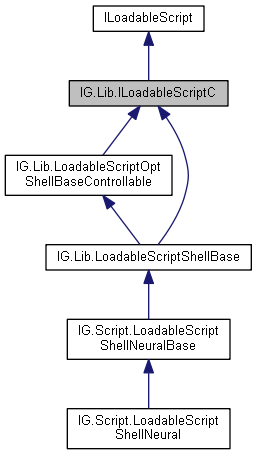 ILoadableScript
IG.Lib.ILoadableScriptC
IG.Lib.LoadableScriptOpt
ShellBaseControllable
IG.Lib.LoadableScriptShellBase
IG.Script.LoadableScript
ShellNeuralBase
IG.Script.LoadableScript
ShellNeural